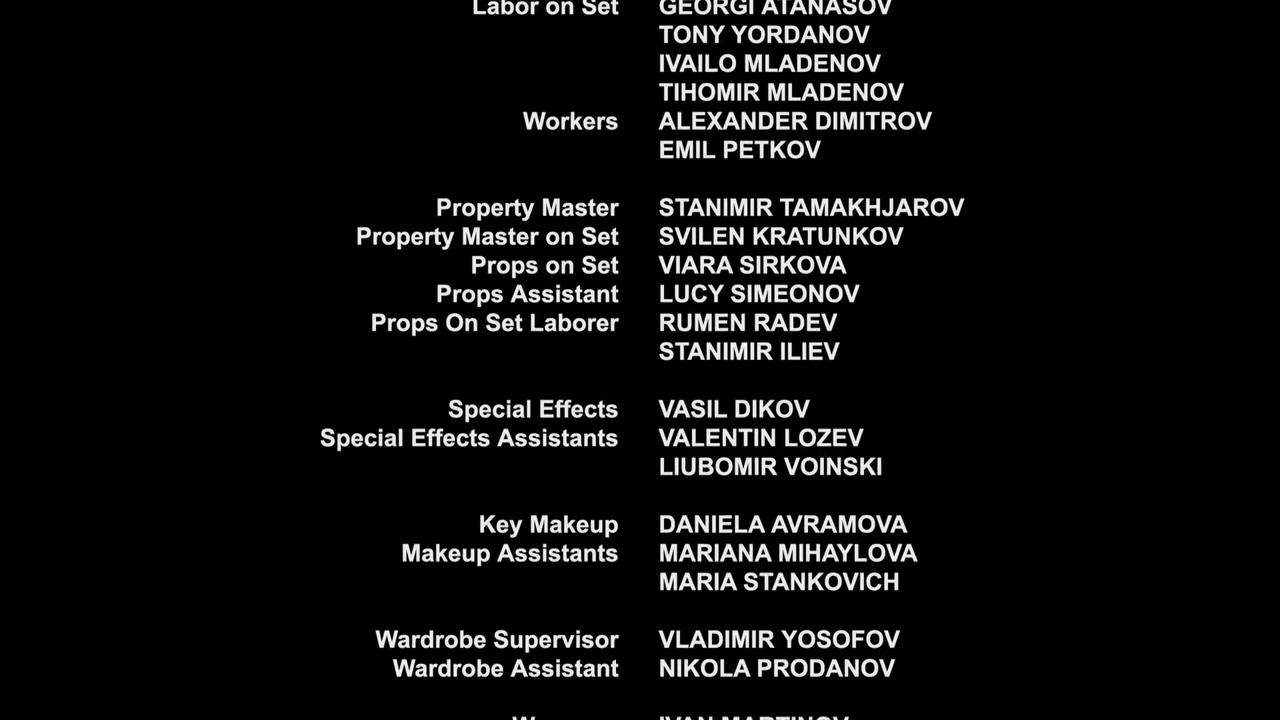 Labor on Set GEORGI ATANASOV
TONY YORDANOV
IVAILO MLADENOV
TIHOMIR MLADENOV
Workers ALEXANDER DIMITROV
EMIL PETKOV
Property Master STANIMIR TAMAKHJAROV
Property Master on Set SVILEN KRATUNKOV
Props on Set VIARA SIRKOVA
Props Assistant LUCY SIMEONOV
Props On Set Laborer RUMEN RADEV
STANIMIR ILIEV
Special Effects VASIL DIKOV
Special Effects Assistants VALENTIN LOZEV
LIUBOMIR VOINSKI
Key Makeup DANIELA AVRAMOVA
Makeup Assistants MARIANA MIHAYLOVA
MARIA STANKOVICH
Wardrobe Supervisor VLADIMIR YOSOFOV
Wardrobe Assistant NIKOLA PRODANOV
IVAN MARTINOV